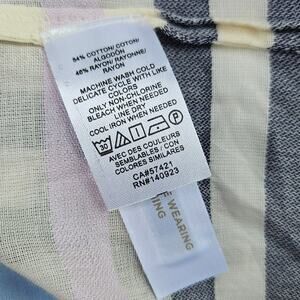 54% COTTON/COTON/
ALGODÓN
46% RAYON/RAYONNE/
RAYÓN
MACHINE WASH COLD
DELICATE CYCLE WITH LIKE
COLORS
ONLY NON-CHLORINE
BLEACH WHEN NEEDED
LINE DRY
COOL IRON WHEN NEEDED
30
AVEC DES COULEURS
SEMBLABLES / CON
COLORES SIMILARES
CA#57421
RN#140923
WEARING